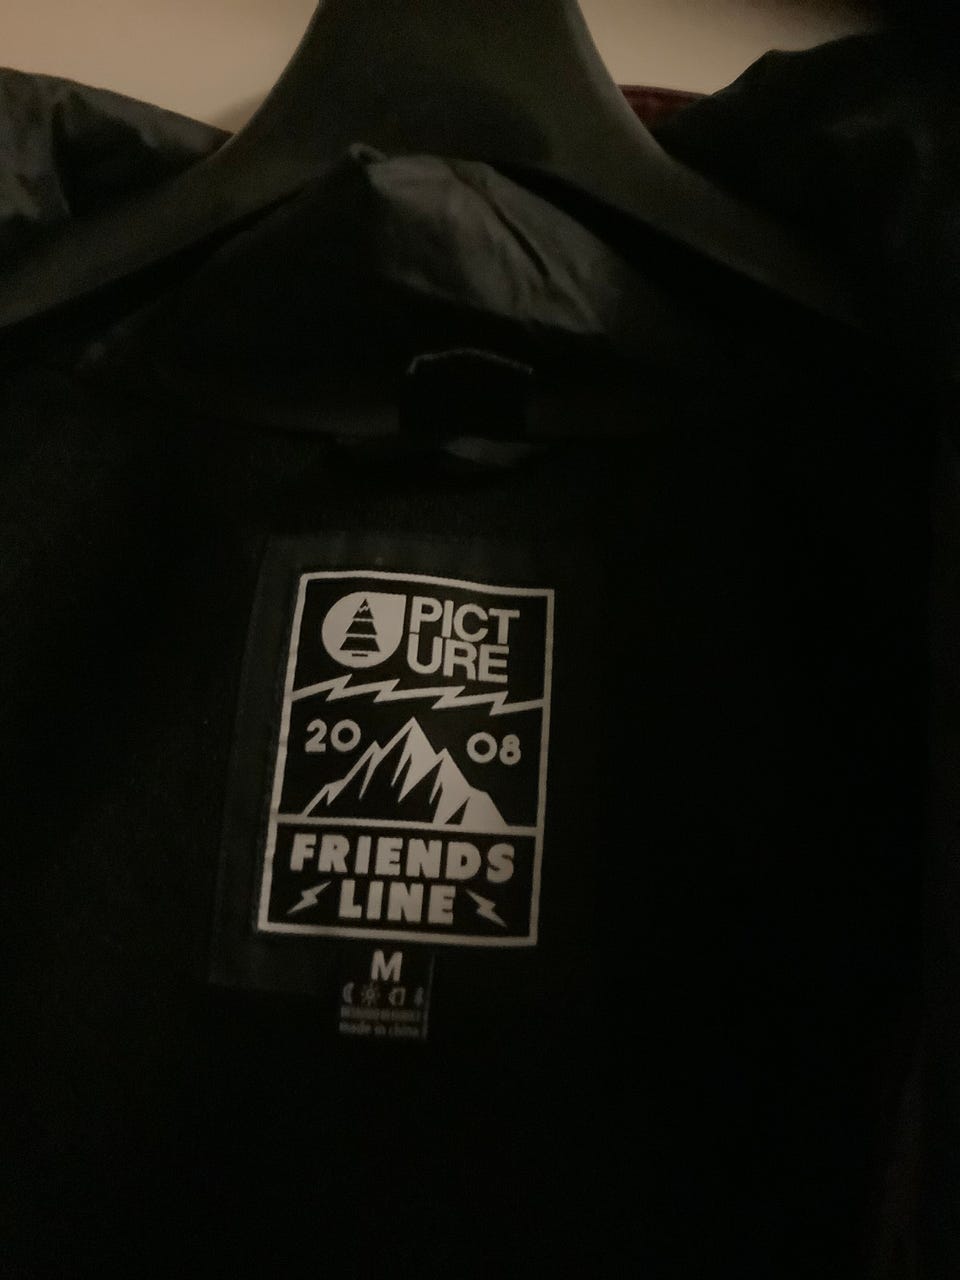 PICT
URE
20 08
FRIENDS
LINE
M
made in china